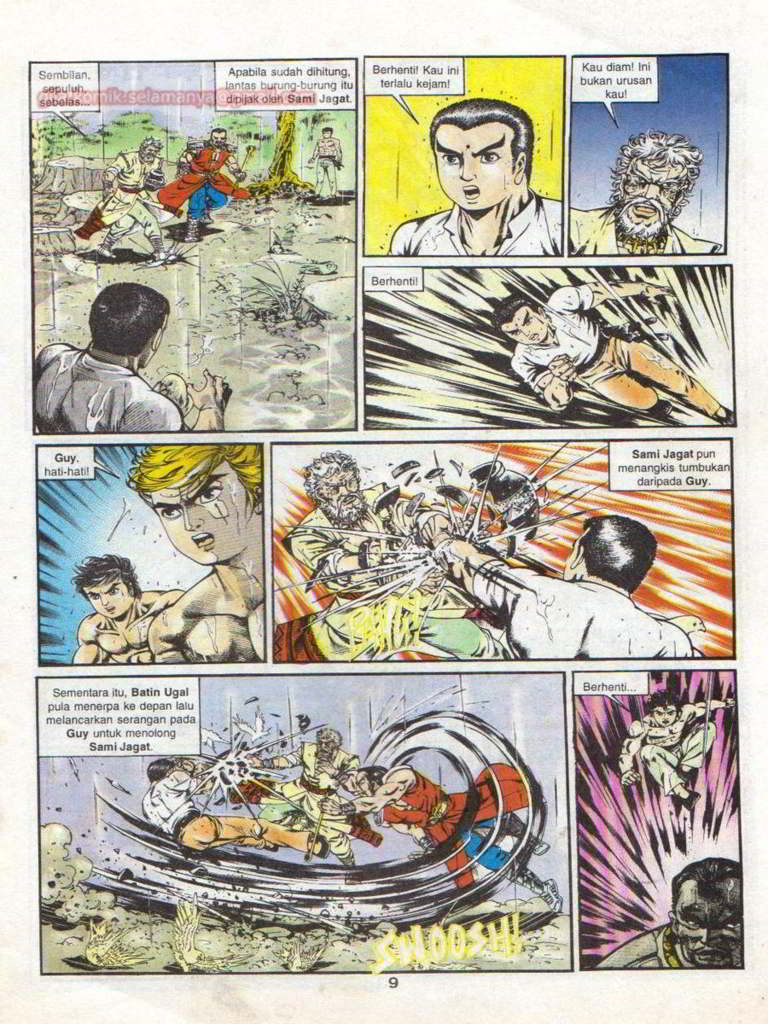 Sembilan,
sepuluh,
sebelas...
Apabila sudah dihitung,
lantas burung-burung itu
dipijak oleh Sami Jagat.
Berhenti! Kau ini
terlalu kejam!
Kau diam! Ini
bukan urusan
kau!
Berhenti!
Guy.
hati-hati!
Sami Jagat pun
menangkis tumbukan
daripada Guy.
Sementara itu, Batin Ugal
pula menerpa ke depan lalu
melancarkan serangan pada
Guy untuk menolong
Sami Jagat.
SWOOSH!
Berhenti...
9